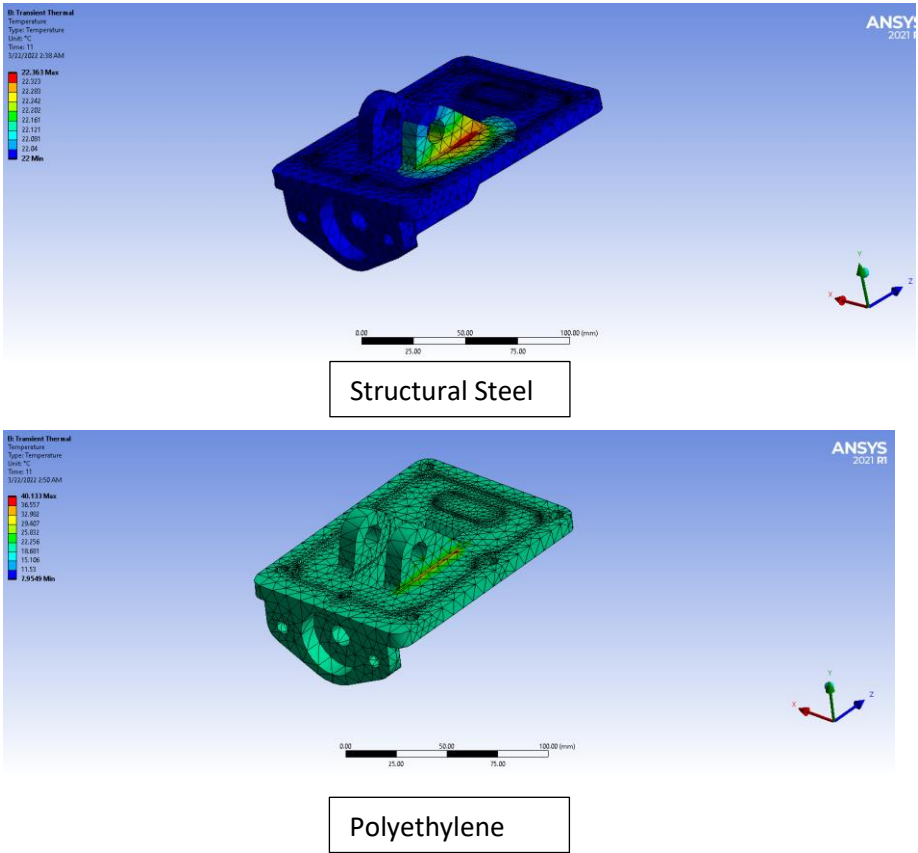 B: Transient Thermal
Temperature
Type: Temperature
Unit: °C
Time: 11
3/22/2022 2:38 AM
22.363 Max
22.323
22.283
22.242
22.202
22.161
22.121
22.081
22.04
22 Min
ANSYS
2021 R1
Y
X
Z
0.00 50.00 100.00 (mm)
25.00 75.00
Structural Steel
B: Transient Thermal
Temperature
Type: Temperature
Unit: °C
Time: 11
3/22/2022 2:50 AM
40.133 Max
36.557
32.982
29.407
25.832
22.256
18.681
15.106
11.53
7.9549 Min
ANSYS
2021 R1
Y
X
Z
0.00 50.00 100.00 (mm)
25.00 75.00
Polyethylene